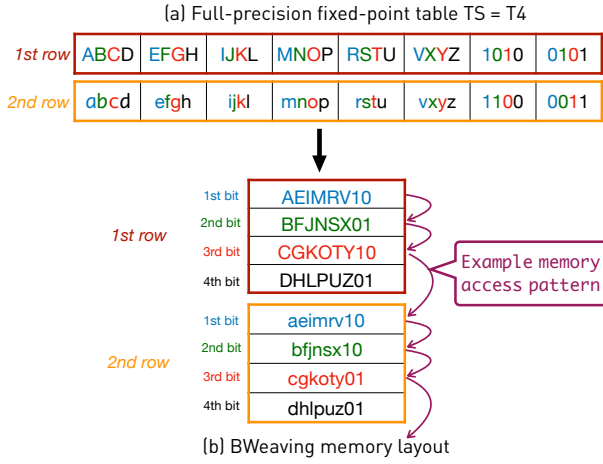 (a) Full-precision fixed-point table TS = T4
1st row ABCD EFGH IJKL MNOP RSTU VXYZ 1010 0101
2nd row abcd efgh ijkl mnop rstu vxyz 1100 0011
1st row
1st bit AEIMRV10
2nd bit BFJNSX01
3rd bit CGKOTY10
4th bit DHLPUZ01
Example memory
access pattern
2nd row
1st bit aeimrv10
2nd bit bfjnsx10
3rd bit cgkoty01
4th bit dhlpuz01
(b) BWeaving memory layout